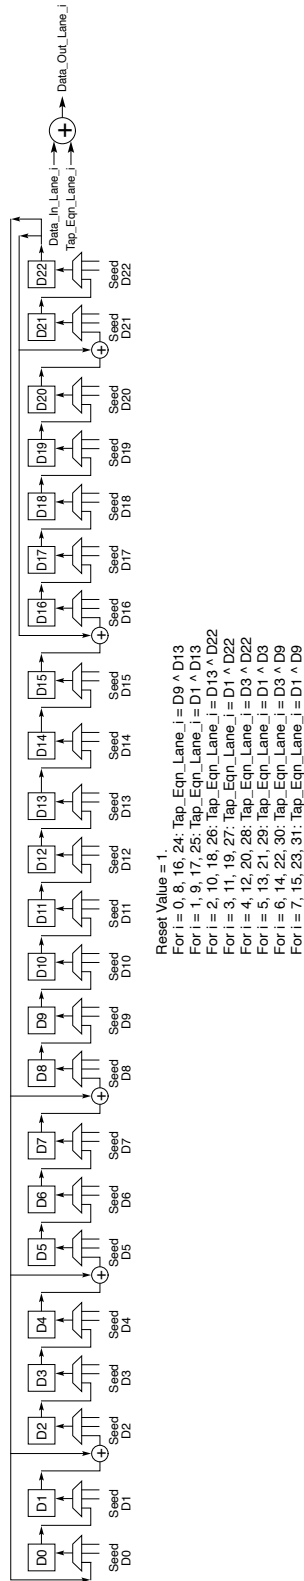 D0
D1
D2
D3
D4
D5
D6
D7
D8
D9
D10
D11
D12
D13
D14
D15
D16
D17
D18
D19
D20
D21
D22
Seed D0
Seed D1
Seed D2
Seed D3
Seed D4
Seed D5
Seed D6
Seed D7
Seed D8
Seed D9
Seed D10
Seed D11
Seed D12
Seed D13
Seed D14
Seed D15
Seed D16
Seed D17
Seed D18
Seed D19
Seed D20
Seed D21
Seed D22
Data_In_Lane_i
Tap_Eqn_Lane_i
Data_Out_Lane_i
Reset Value = 1.
For i = 0, 8, 16, 24: Tap_Eqn_Lane_i = D9 ^ D13
For i = 1, 9, 17, 25: Tap_Eqn_Lane_i = D1 ^ D13
For i = 2, 10, 18, 26: Tap_Eqn_Lane_i = D13 ^ D22
For i = 3, 11, 19, 27: Tap_Eqn_Lane_i = D1 ^ D22
For i = 4, 12, 20, 28: Tap_Eqn_Lane_i = D3 ^ D22
For i = 5, 13, 21, 29: Tap_Eqn_Lane_i = D1 ^ D3
For i = 6, 14, 22, 30: Tap_Eqn_Lane_i = D3 ^ D9
For i = 7, 15, 23, 31: Tap_Eqn_Lane_i = D1 ^ D9